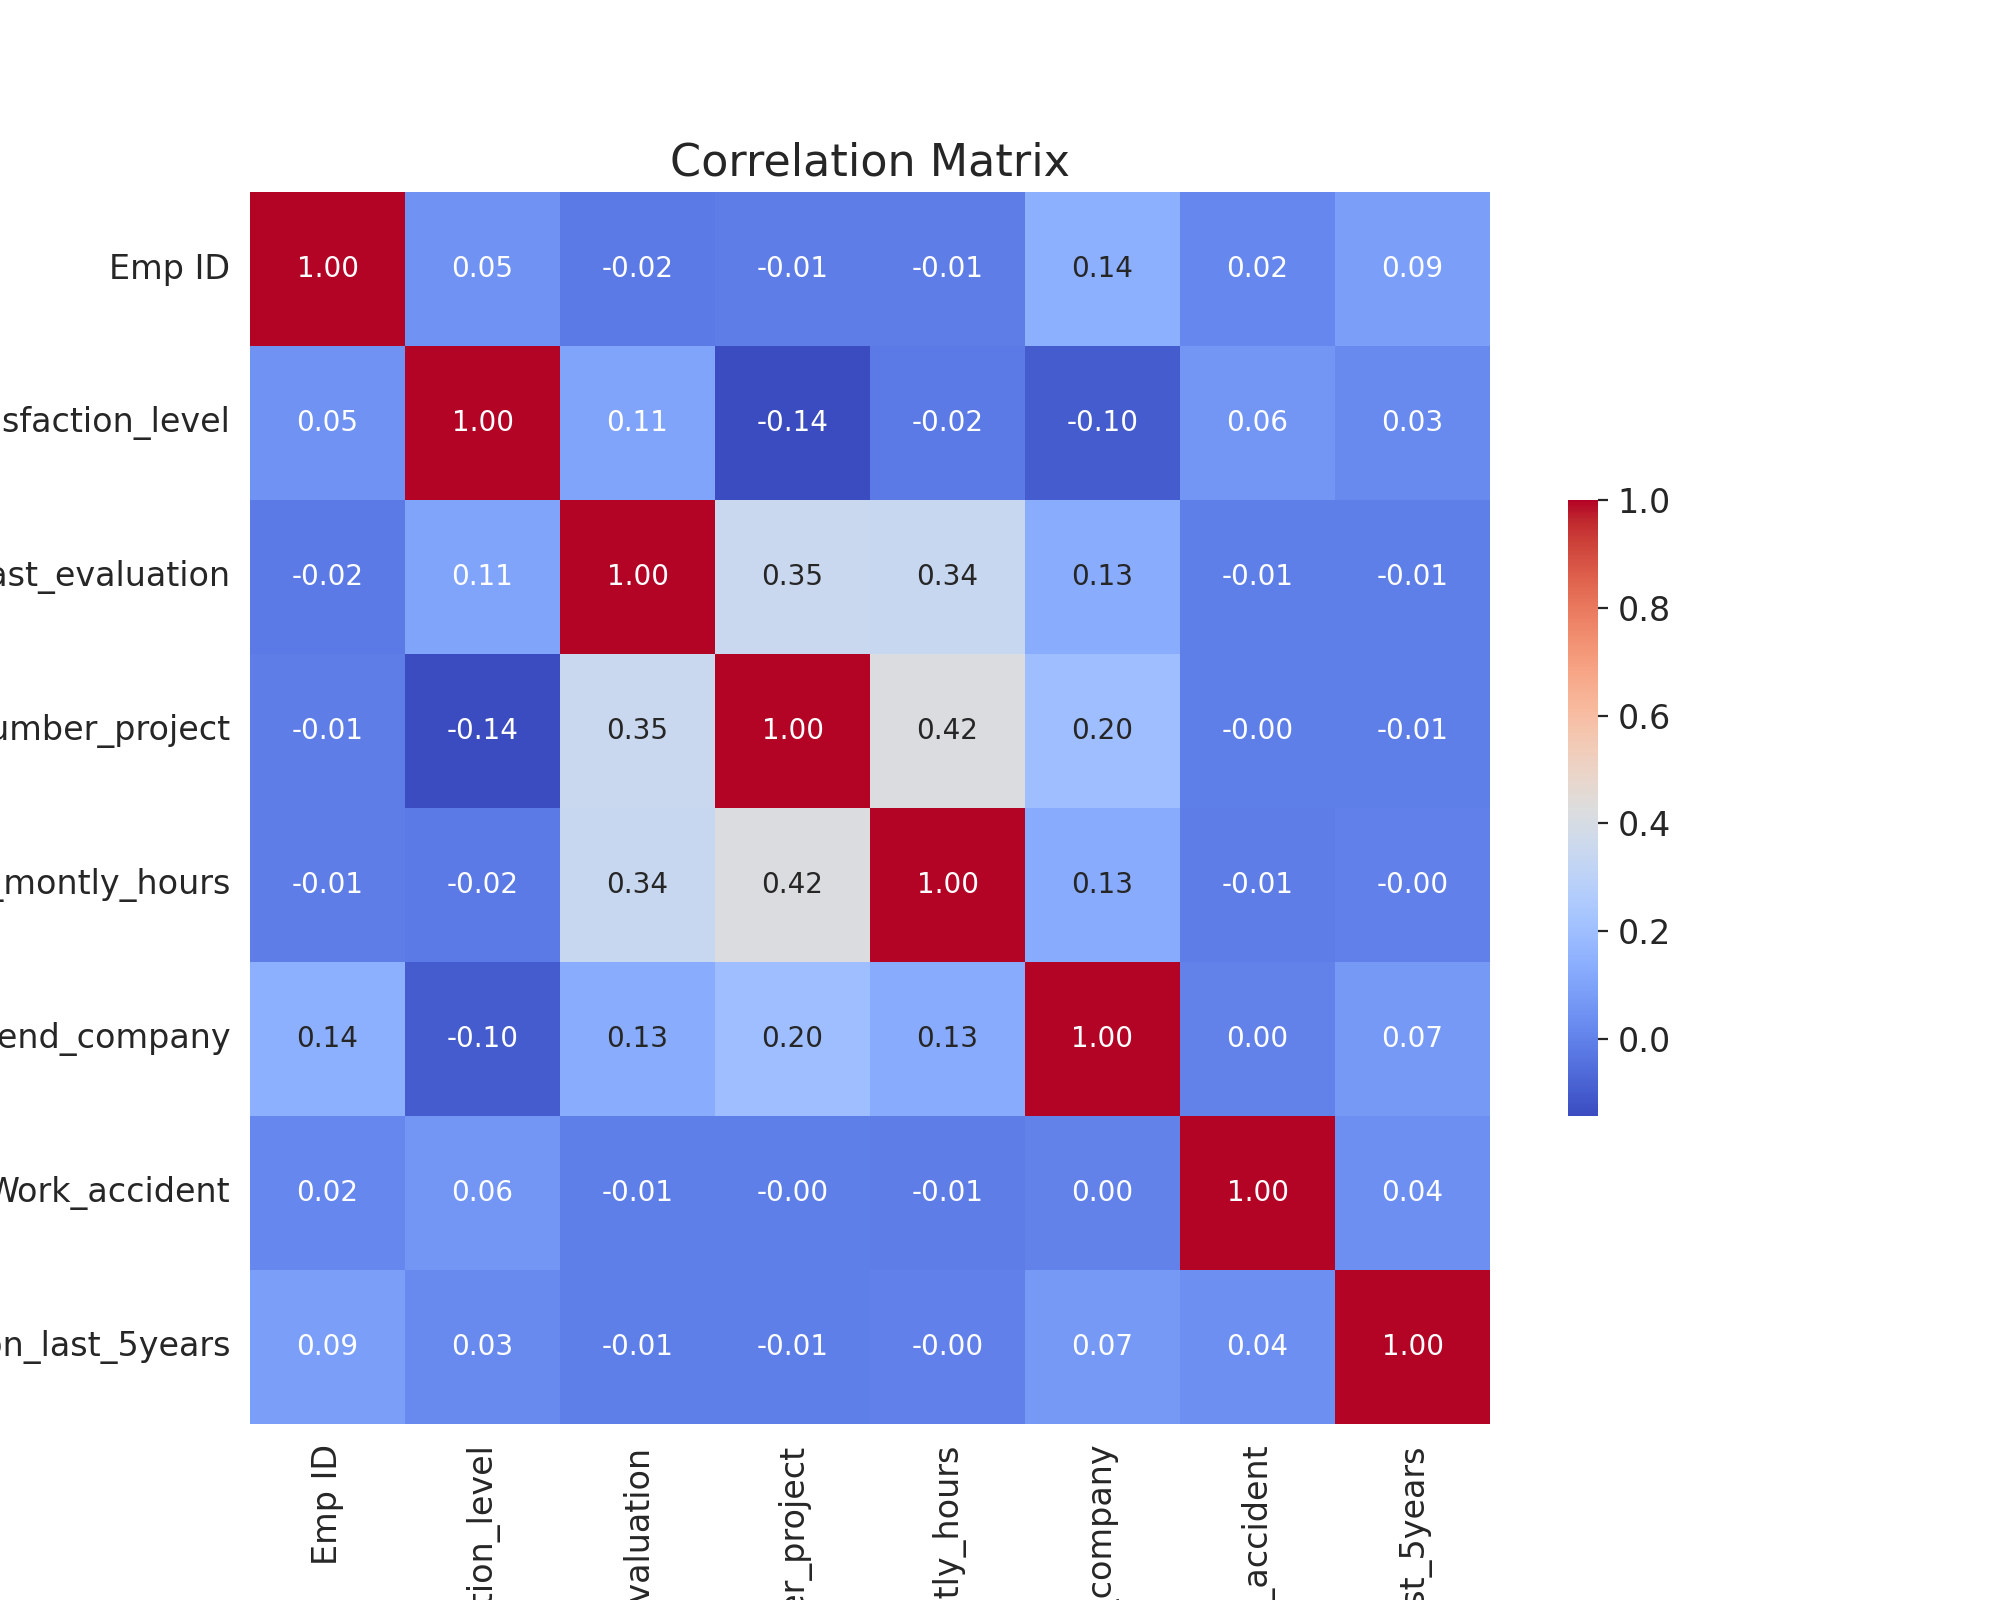 Correlation Matrix
Emp ID 1.00 0.05 -0.02 -0.01 -0.01 0.14 0.02 0.09
sfaction_level 0.05 1.00 0.11 -0.14 -0.02 -0.10 0.06 0.03
ast_evaluation -0.02 0.11 1.00 0.35 0.34 0.13 -0.01 -0.01
umber_project -0.01 -0.14 0.35 1.00 0.42 0.20 -0.00 -0.01
_montly_hours -0.01 -0.02 0.34 0.42 1.00 0.13 -0.01 -0.00
end_company 0.14 -0.10 0.13 0.20 0.13 1.00 0.00 0.07
Work_accident 0.02 0.06 -0.01 -0.00 -0.01 0.00 1.00 0.04
on_last_5years 0.09 0.03 -0.01 -0.01 -0.00 0.07 0.04 1.00
Emp ID
tion_level
valuation
er_project
tly_hours
_company
_accident
st_5years
1.0
0.8
0.6
0.4
0.2
0.0